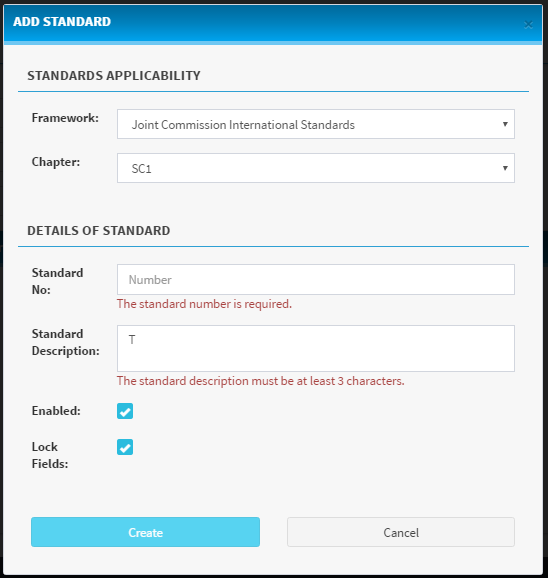 ADD STANDARD ×
STANDARDS APPLICABILITY
Framework: Joint Commission International Standards
Chapter: SC1
DETAILS OF STANDARD
Standard
No:
Number
The standard number is required.
Standard
Description:
T
The standard description must be at least 3 characters.
Enabled:
Lock
Fields:
Create Cancel